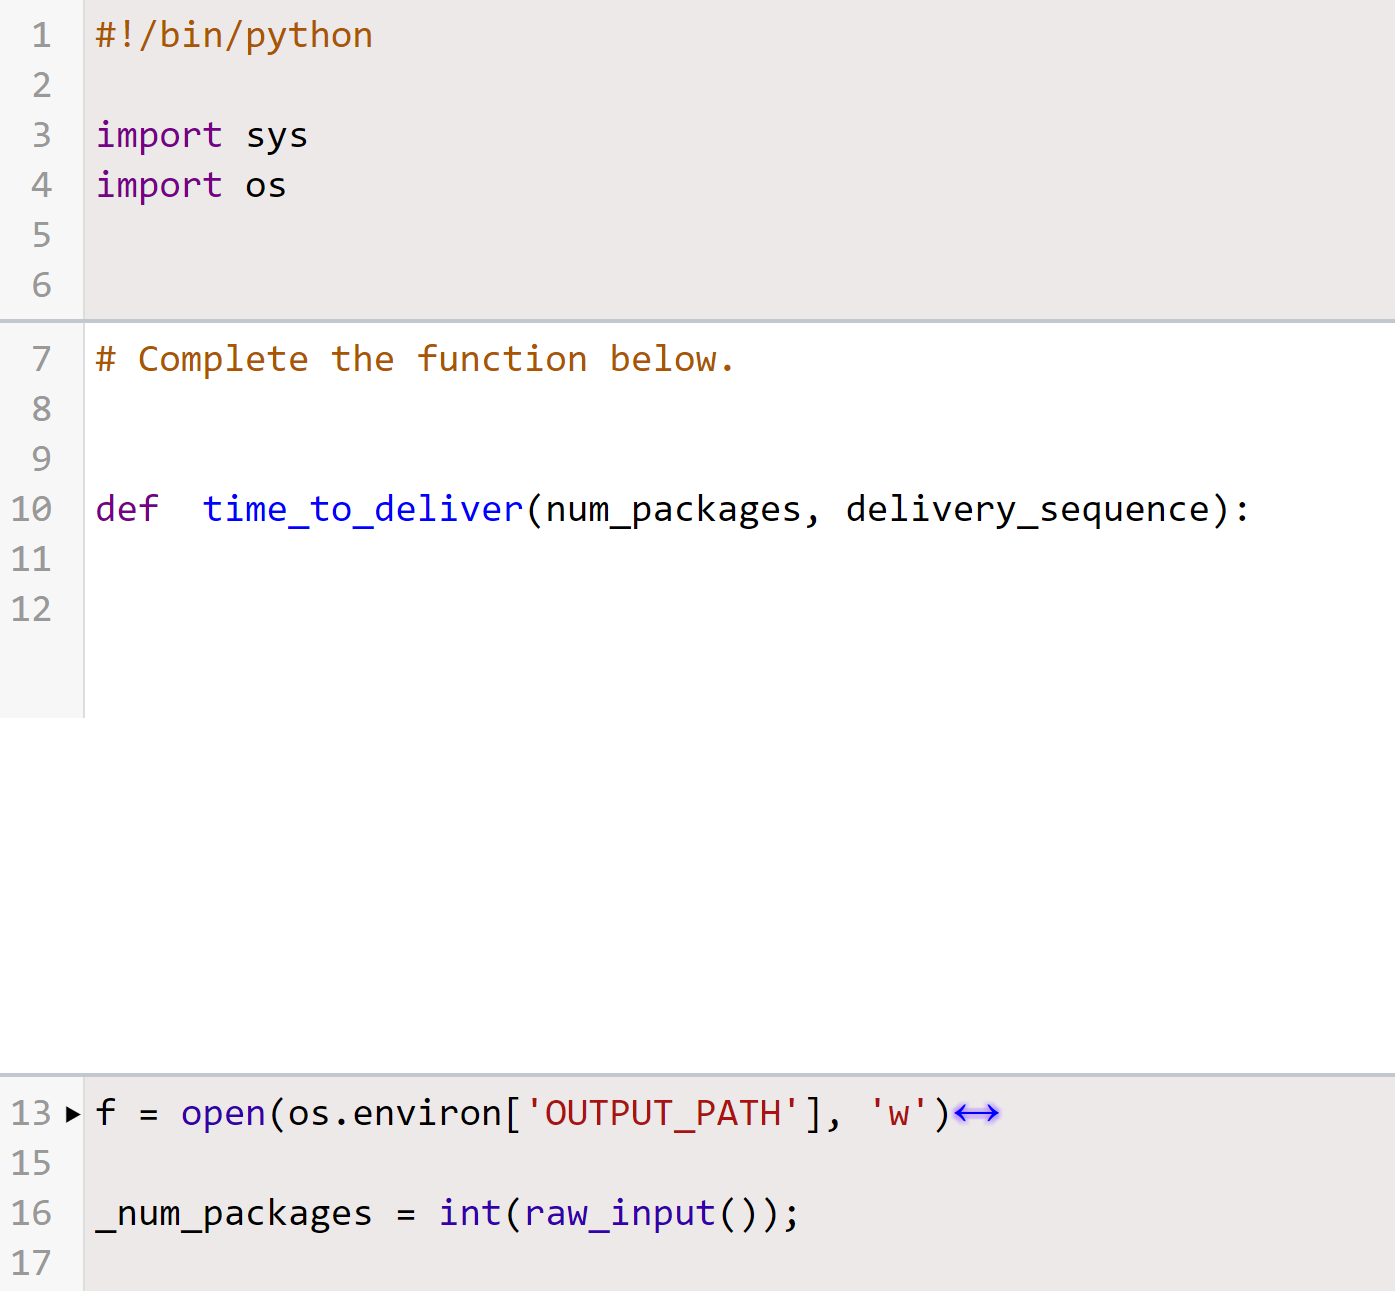 1 #!/bin/python
2
3 import sys
4 import os
5
6
7 # Complete the function below.
8
9
10 def  time_to_deliver(num_packages, delivery_sequence):
11
12
13 f = open(os.environ['OUTPUT_PATH'], 'w')↔
15
16 _num_packages = int(raw_input());
17